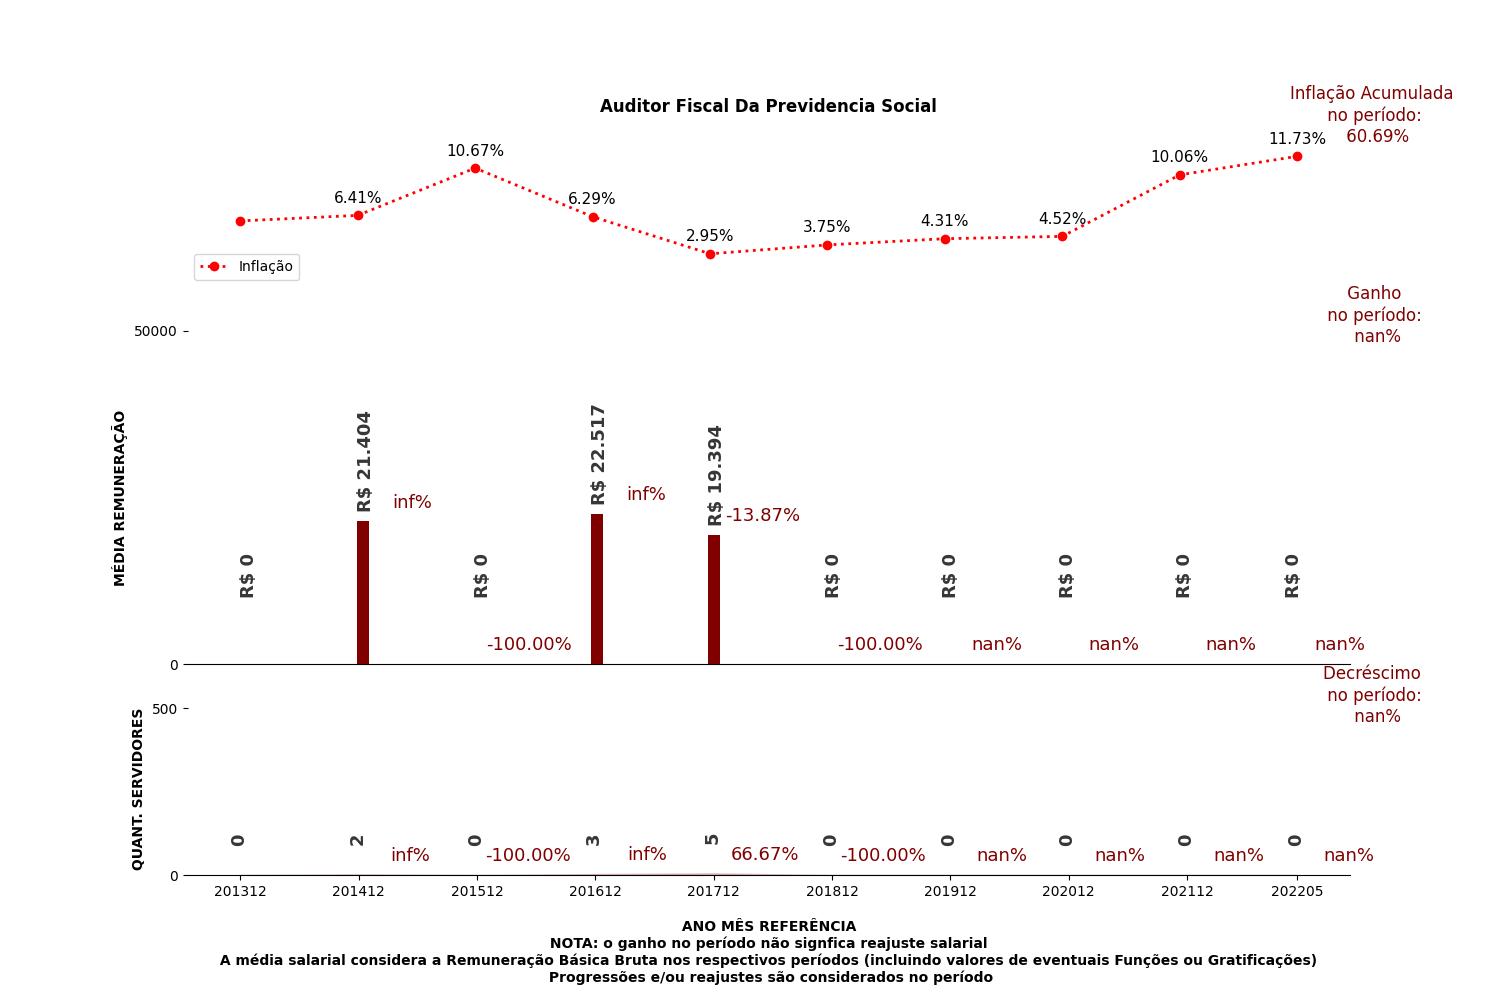 Auditor Fiscal Da Previdencia Social
Inflação Acumulada
no período:
60.69%
6.41%
10.67%
6.29%
2.95%
3.75%
4.31%
4.52%
10.06%
11.73%
Inflação
Ganho
no período:
nan%
MÉDIA REMUNERAÇÃO
50000
0
R$ 0
R$ 21.404
R$ 0
R$ 22.517
R$ 19.394
R$ 0
R$ 0
R$ 0
R$ 0
R$ 0
inf%
-100.00%
inf%
-13.87%
-100.00%
nan%
nan%
nan%
nan%
Decréscimo
no período:
nan%
QUANT. SERVIDORES
500
0
0
2
0
3
5
0
0
0
0
0
inf%
-100.00%
inf%
66.67%
-100.00%
nan%
nan%
nan%
nan%
201312
201412
201512
201612
201712
201812
201912
202012
202112
202205
ANO MÊS REFERÊNCIA
NOTA: o ganho no período não signfica reajuste salarial
A média salarial considera a Remuneração Básica Bruta nos respectivos períodos (incluindo valores de eventuais Funções ou Gratificações)
Progressões e/ou reajustes são considerados no período